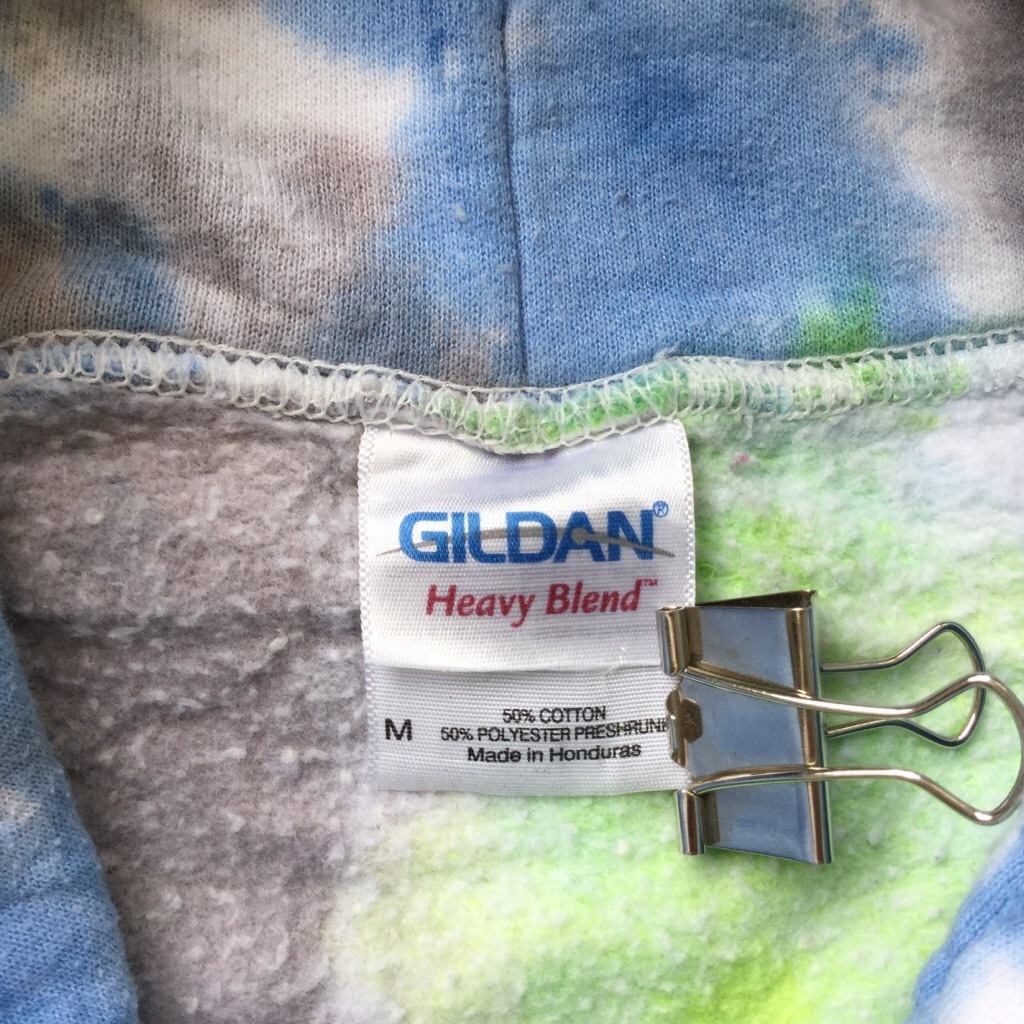 GILDAN®
Heavy Blend™
M
50% COTTON
50% POLYESTER PRESHRUNK
Made in Honduras